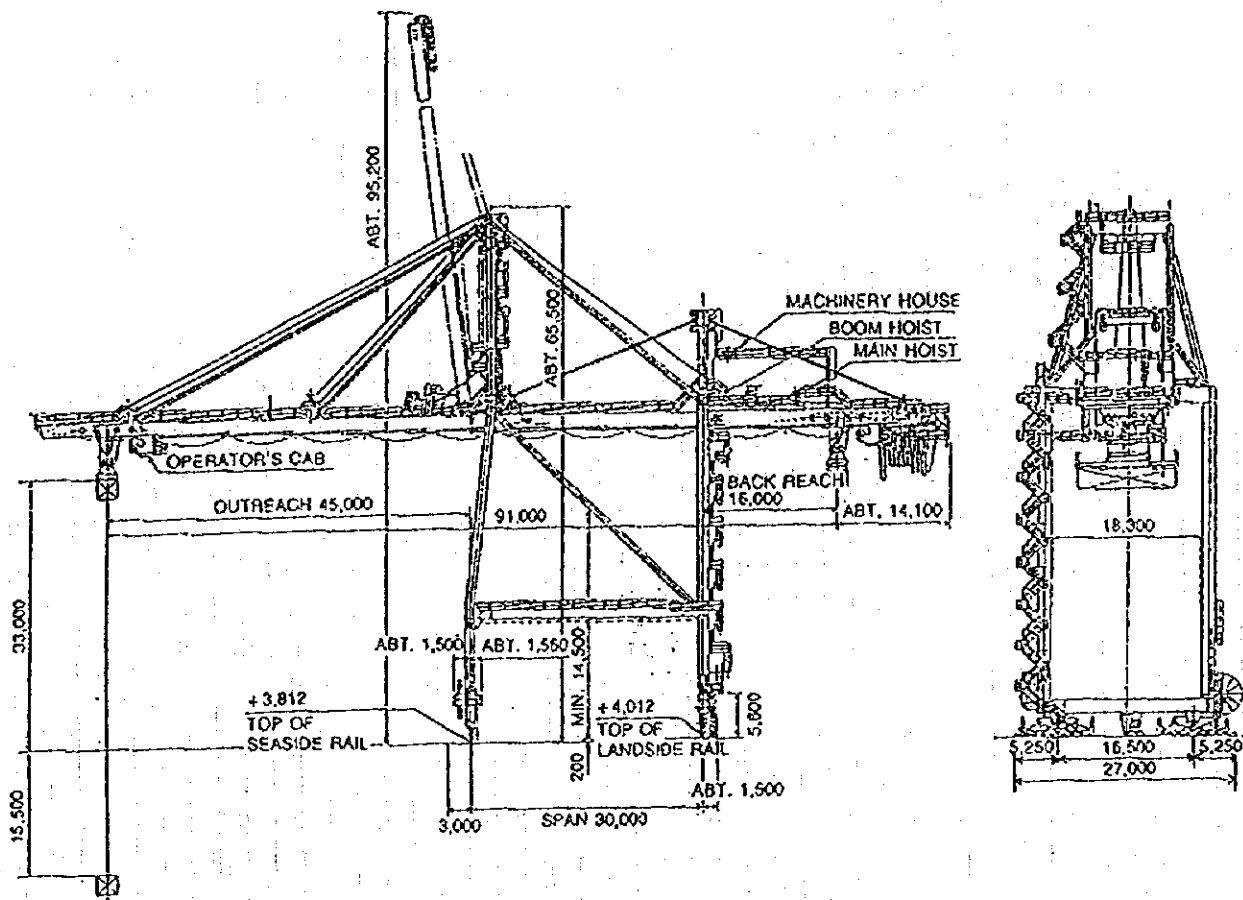 ABT. 95,200
ABT. 65,500
MACHINERY HOUSE
BOOM HOIST
MAIN HOIST
OPERATOR'S CAB
OUTREACH 45,000
91,000
BACK REACH
16,000
ABT. 14,100
33,000
15,500
ABT. 1,500
ABT. 1,550
MIN. 14,500
200
+3,812
TOP OF
SEASIDE RAIL
+4,012
TOP OF
LANDSIDE RAIL
5,600
ABT. 1,500
3,000
SPAN 30,000
18,300
5,250
16,500
5,250
27,000